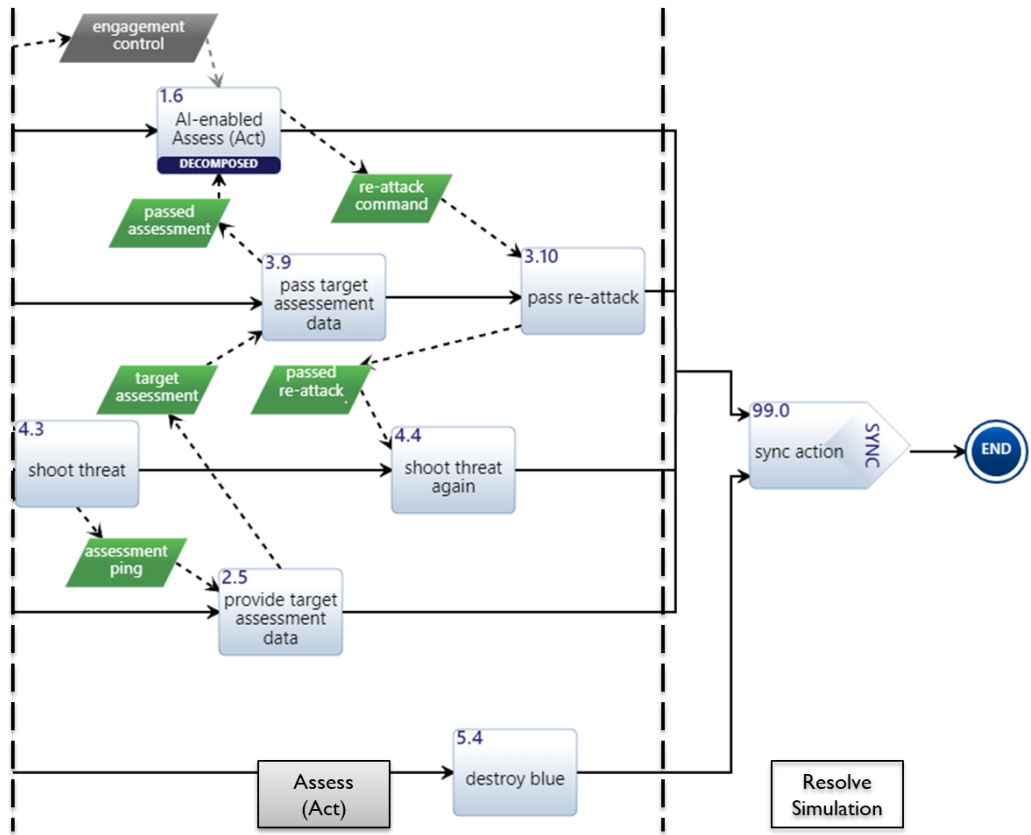 engagement
control
1.6
AI-enabled
Assess (Act)
DECOMPOSED
re-attack
command
passed
assessment
3.9
pass target
assessement
data
3.10
pass re-attack
target
assessment
passed
re-attack
.
4.3
shoot threat
4.4
shoot threat
again
99.0
sync action
SYNC
END
assessment
ping
2.5
provide target
assessment
data
5.4
destroy blue
Assess
(Act)
Resolve
Simulation